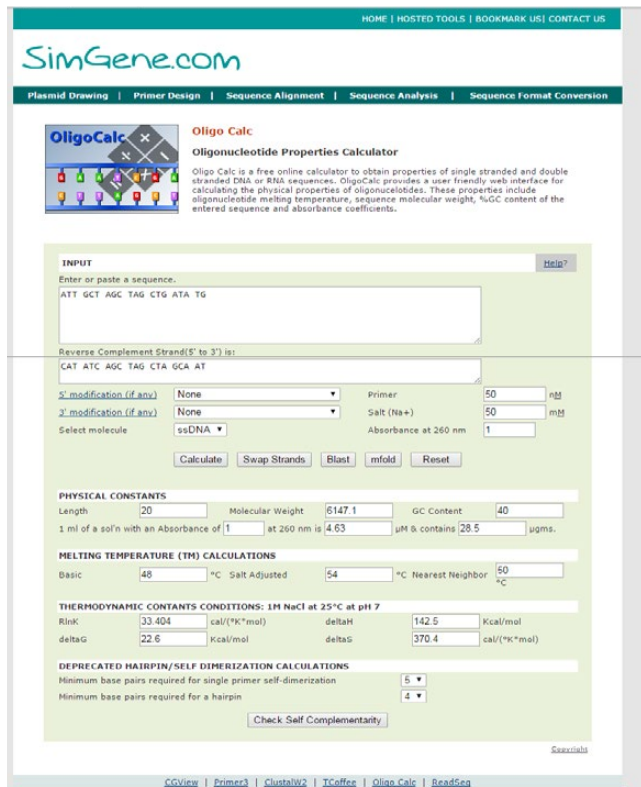 HOME | HOSTED TOOLS | BOOKMARK US| CONTACT US
SimGene.com
Plasmid Drawing | Primer Design | Sequence Alignment | Sequence Analysis | Sequence Format Conversion
OligoCalc
Oligo Calc
Oligonucleotide Properties Calculator
Oligo Calc is a free online calculator to obtain properties of single stranded and double
stranded DNA or RNA sequences. OligoCalc provides a user friendly web interface for
calculating the physical properties of oligonucelotides. These properties include
oligonucleotide melting temperature, sequence molecular weight, %GC content of the
entered sequence and absorbance coefficients.
INPUT Help?
Enter or paste a sequence.
ATT GCT AGC TAG CTG ATA TG
Reverse Complement Strand(5' to 3') is:
CAT ATC AGC TAG CTA GCA AT
5' modification (if any) None Primer 50 nM
3' modification (if any) None Salt (Na+) 50 mM
Select molecule ssDNA Absorbance at 260 nm 1
Calculate Swap Strands Blast mfold Reset
PHYSICAL CONSTANTS
Length 20 Molecular Weight 6147.1 GC Content 40
1 ml of a sol'n with an Absorbance of 1 at 260 nm is 4.63 µM & contains 28.5 µgms.
MELTING TEMPERATURE (TM) CALCULATIONS
Basic 48 °C Salt Adjusted 54 °C Nearest Neighbor 50 °C
THERMODYNAMIC CONTANTS CONDITIONS: 1M NaCl at 25°C at pH 7
RlnK 33.404 cal/(°K*mol) deltaH 142.5 Kcal/mol
deltaG 22.6 Kcal/mol deltaS 370.4 cal/(°K*mol)
DEPRECATED HAIRPIN/SELF DIMERIZATION CALCULATIONS
Minimum base pairs required for single primer self-dimerization 5
Minimum base pairs required for a hairpin 4
Check Self Complementarity
Copyright
CGView | Primer3 | ClustalW2 | TCoffee | Oligo Calc | ReadSeq